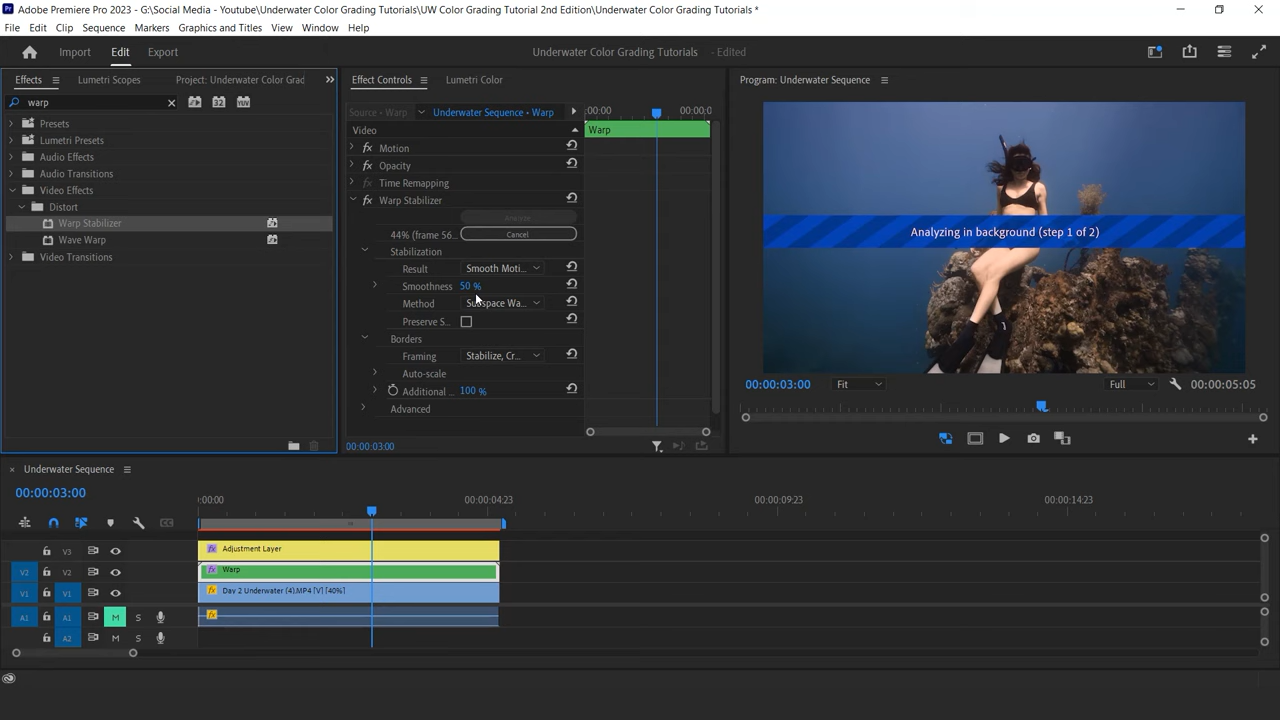 Adobe Premiere Pro 2023 - G:\Social Media - Youtube\Underwater Color Grading Tutorials\UW Color Grading Tutorial 2nd Edition\Underwater Color Grading Tutorials *
File Edit Clip Sequence Markers Graphics and Titles View Window Help
Import Edit Export Underwater Color Grading Tutorials - Edited
Effects Lumetri Scopes Project: Underwater Color Grad Effect Controls Lumetri Color Program: Underwater Sequence
warp
Source • Warp Underwater Sequence • Warp :00:00 00:00:0
Presets
Video Warp
Lumetri Presets
Motion
Audio Effects
Opacity
Audio Transitions
Time Remapping
Video Effects
Warp Stabilizer
Distort
Analyze
Warp Stabilizer
44% (frame 56... Cancel
Wave Warp
Stabilization
Video Transitions
Result Smooth Moti...
Smoothness 50 %
Method Subspace Wa...
Preserve S...
Borders
Framing Stabilize, Cr...
Auto-scale
Additional ... 100 %
Advanced
00:00:03:00
Analyzing in background (step 1 of 2)
00:00:03:00 Fit Full 00:00:05:05
Underwater Sequence
00:00:03:00
:00:00 00:00:04:23 00:00:09:23 00:00:14:23
V3 Adjustment Layer
V2 V2 Warp
V1 V1 Day 2 Underwater (4).MP4 [V] [40%]
A1 A1 M S
A2 M S